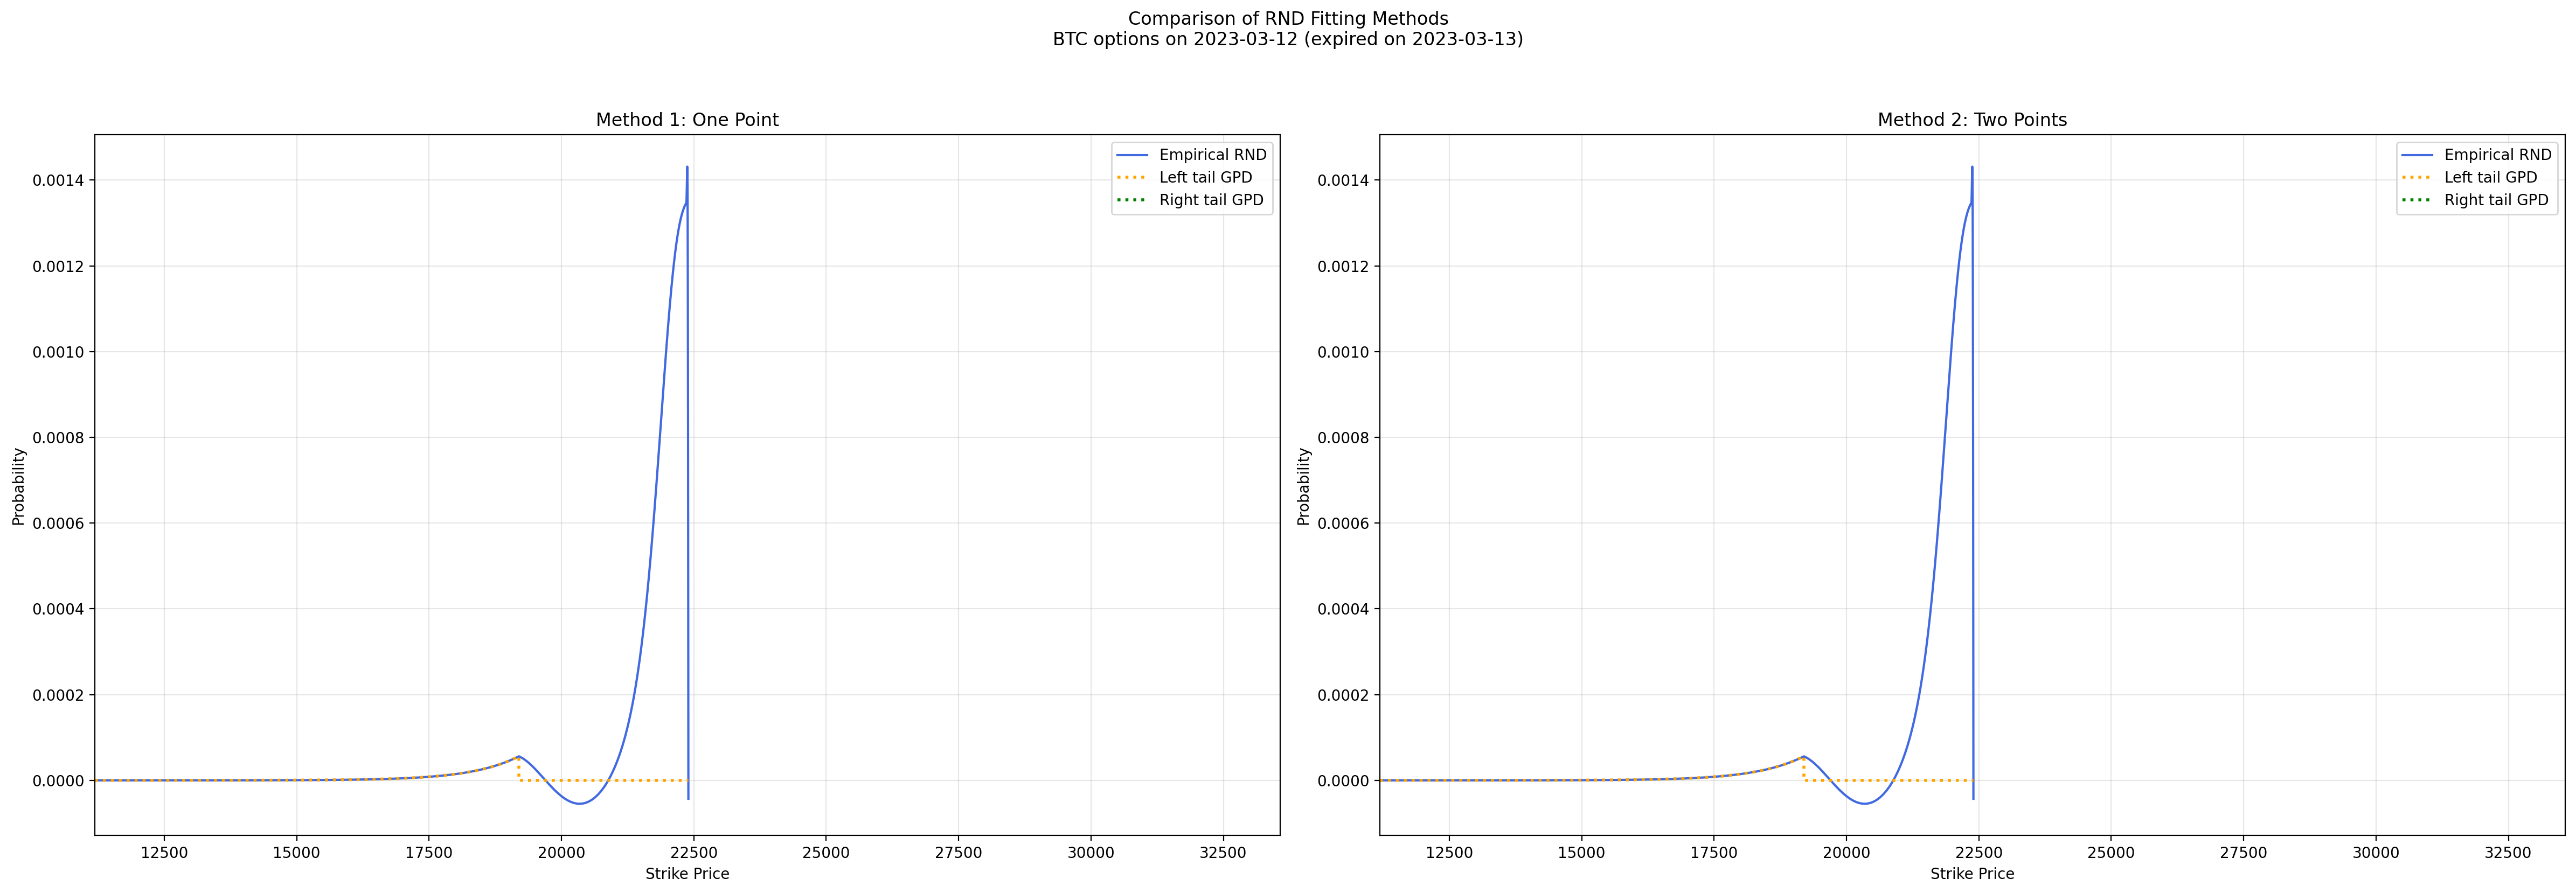 Comparison of RND Fitting Methods
BTC options on 2023-03-12 (expired on 2023-03-13)
Method 1: One Point
Empirical RND
Left tail GPD
Right tail GPD
Probability
0.0014
0.0012
0.0010
0.0008
0.0006
0.0004
0.0002
0.0000
12500 15000 17500 20000 22500 25000 27500 30000 32500
Strike Price
Method 2: Two Points
Empirical RND
Left tail GPD
Right tail GPD
Probability
0.0014
0.0012
0.0010
0.0008
0.0006
0.0004
0.0002
0.0000
12500 15000 17500 20000 22500 25000 27500 30000 32500
Strike Price